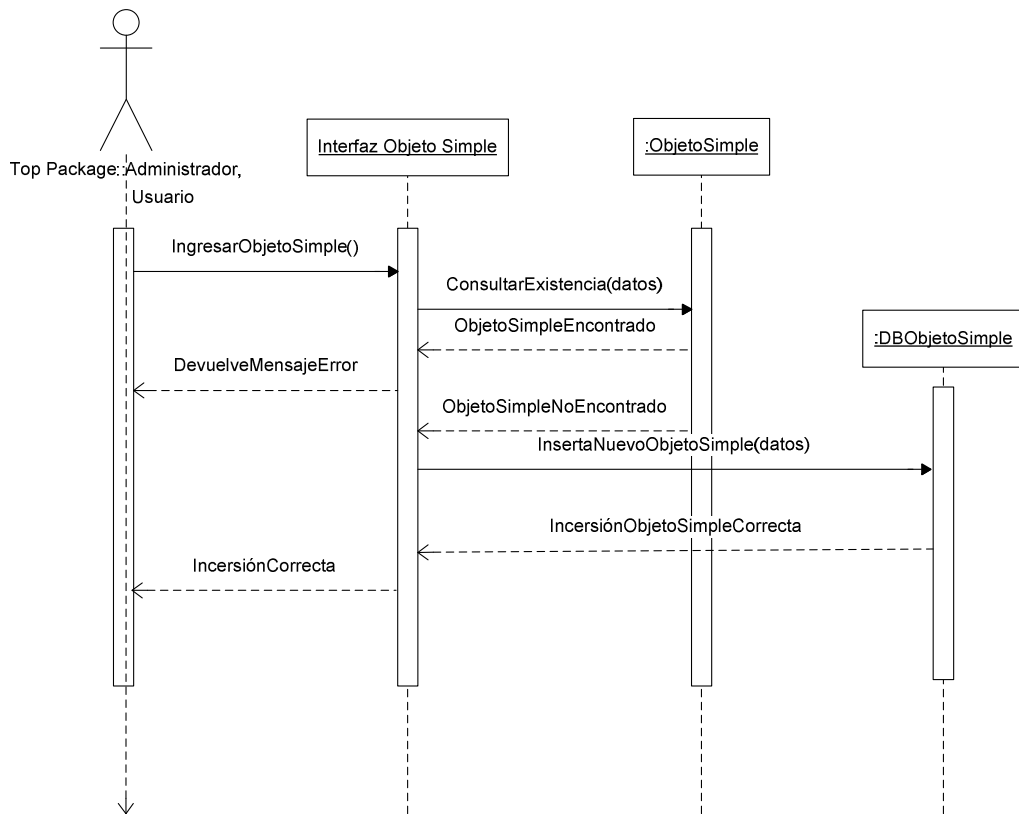 Interfaz Objeto Simple
:ObjetoSimple
Top Package::Administrador,
Usuario
IngresarObjetoSimple()
ConsultarExistencia(datos)
ObjetoSimpleEncontrado
:DBObjetoSimple
DevuelveMensajeError
ObjetoSimpleNoEncontrado
InsertaNuevoObjetoSimple(datos)
IncersiónObjetoSimpleCorrecta
IncersiónCorrecta